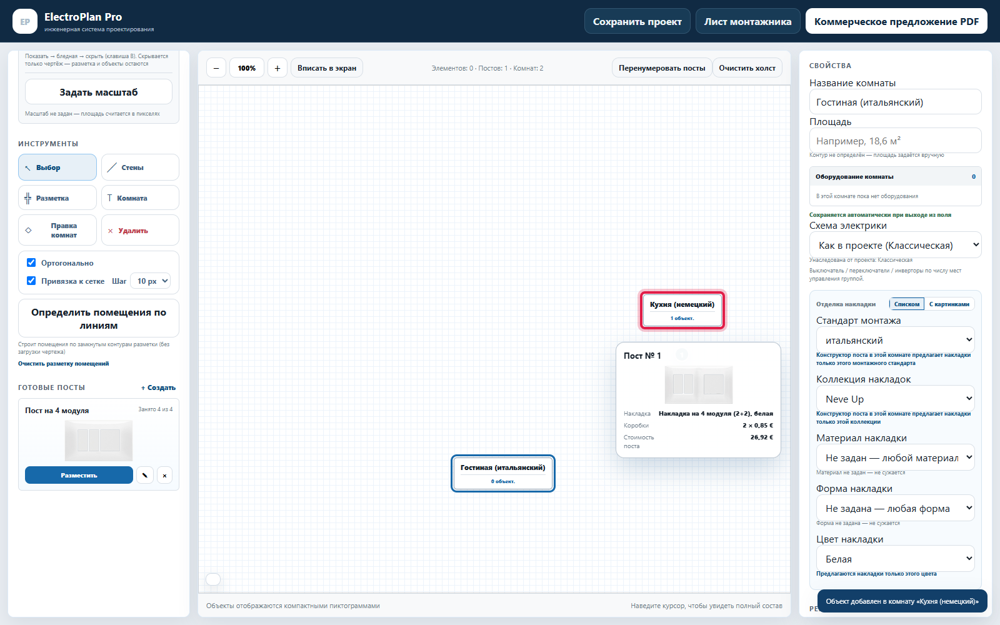 EP
ElectroPlan Pro
инженерная система проектирования
Сохранить проект
Лист монтажника
Коммерческое предложение PDF
Показать → бледная → скрыть (клавиша B). Скрывается
только чертёж — разметка и объекты остаются
Задать масштаб
Масштаб не задан — площадь считается в пикселях
ИНСТРУМЕНТЫ
Выбор
Стены
Разметка
Комната
Правка
комнат
Удалить
Ортогонально
Привязка к сетке
Шаг
10 px
Определить помещения по
линиям
Строит помещения по замкнутым контурам разметки (без
загрузки чертежа)
Очистить разметку помещений
ГОТОВЫЕ ПОСТЫ
+ Создать
Пост на 4 модуля
Занято 4 из 4
Разместить
×
−
100%
+
Вписать в экран
Элементов: 0 · Постов: 1 · Комнат: 2
Перенумеровать посты
Очистить холст
Кухня (немецкий)
1 объект.
Пост № 1
Накладка
Накладка на 4 модуля (2+2), белая
Коробки
2 × 0,85 €
Стоимость
поста
26,92 €
Гостиная (итальянский)
0 объект.
Объекты отображаются компактными пиктограммами
Наведите курсор, чтобы увидеть полный состав
СВОЙСТВА
Название комнаты
Гостиная (итальянский)
Площадь
Например, 18,6 м²
Контур не определён — площадь задаётся вручную
Оборудование комнаты
0
В этой комнате пока нет оборудования
Сохраняется автоматически при выходе из поля
Схема электрики
Как в проекте (Классическая)
Унаследована от проекта: Классическая
Выключатель / переключатели / инверторы по числу мест
управления группой.
Отделка накладки
Списком
С картинками
Стандарт монтажа
итальянский
Конструктор поста в этой комнате предлагает накладки
только этого монтажного стандарта
Коллекция накладок
Neve Up
Конструктор поста в этой комнате предлагает накладки
только этой коллекции
Материал накладки
Не задан — любой материал
Материал не задан — не сужается
Форма накладки
Не задана — любая форма
Форма не задана — не сужается
Цвет накладки
Белая
Предлагаются накладки только этого цвета
Объект добавлен в комнату «Кухня (немецкий)»